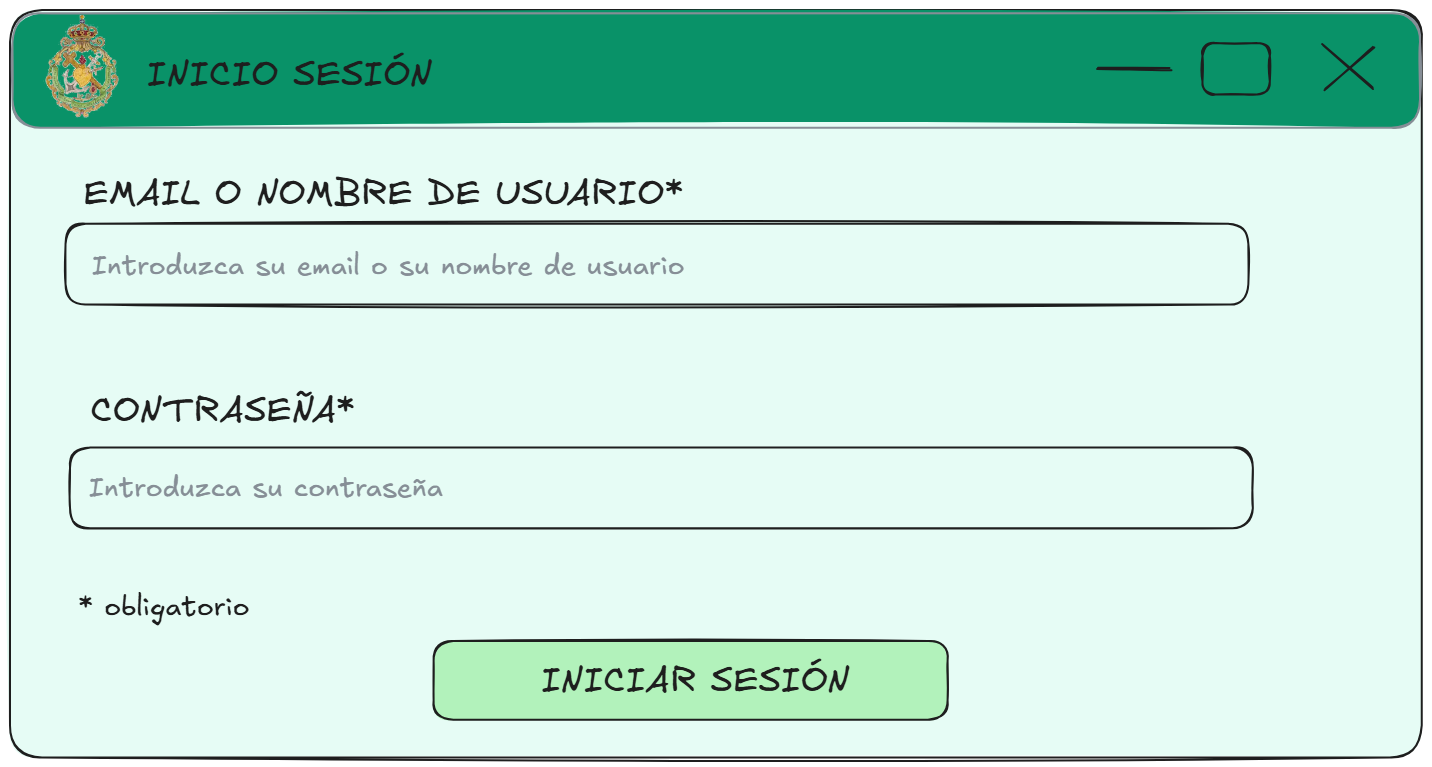 INICIO SESIÓN
EMAIL O NOMBRE DE USUARIO*
Introduzca su email o su nombre de usuario
CONTRASEÑA*
Introduzca su contraseña
* obligatorio
INICIAR SESIÓN